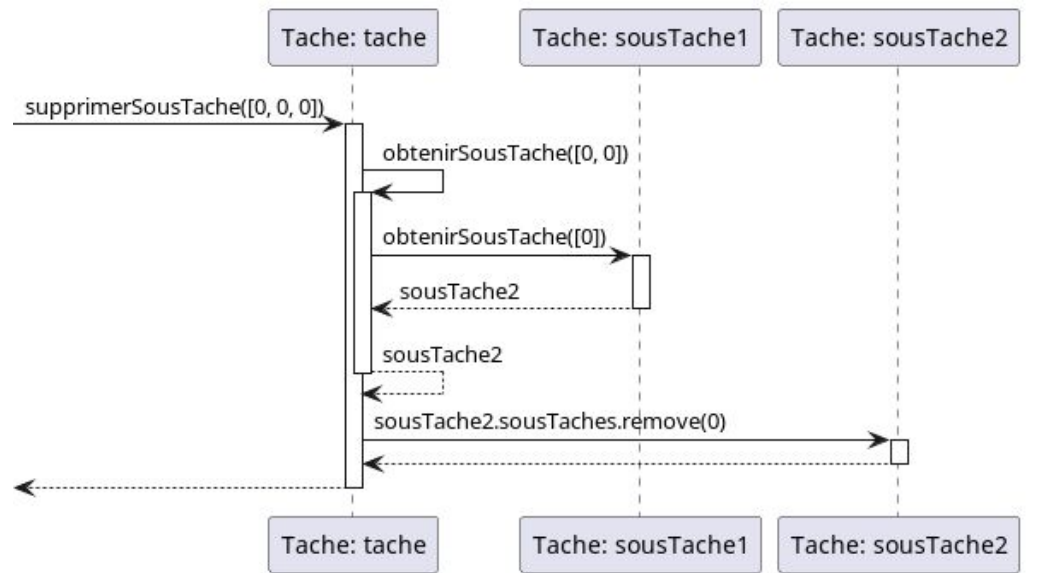 Tache: tache
Tache: sousTache1
Tache: sousTache2
supprimerSousTache([0, 0, 0])
obtenirSousTache([0, 0])
obtenirSousTache([0])
sousTache2
sousTache2
sousTache2.sousTaches.remove(0)
Tache: tache
Tache: sousTache1
Tache: sousTache2